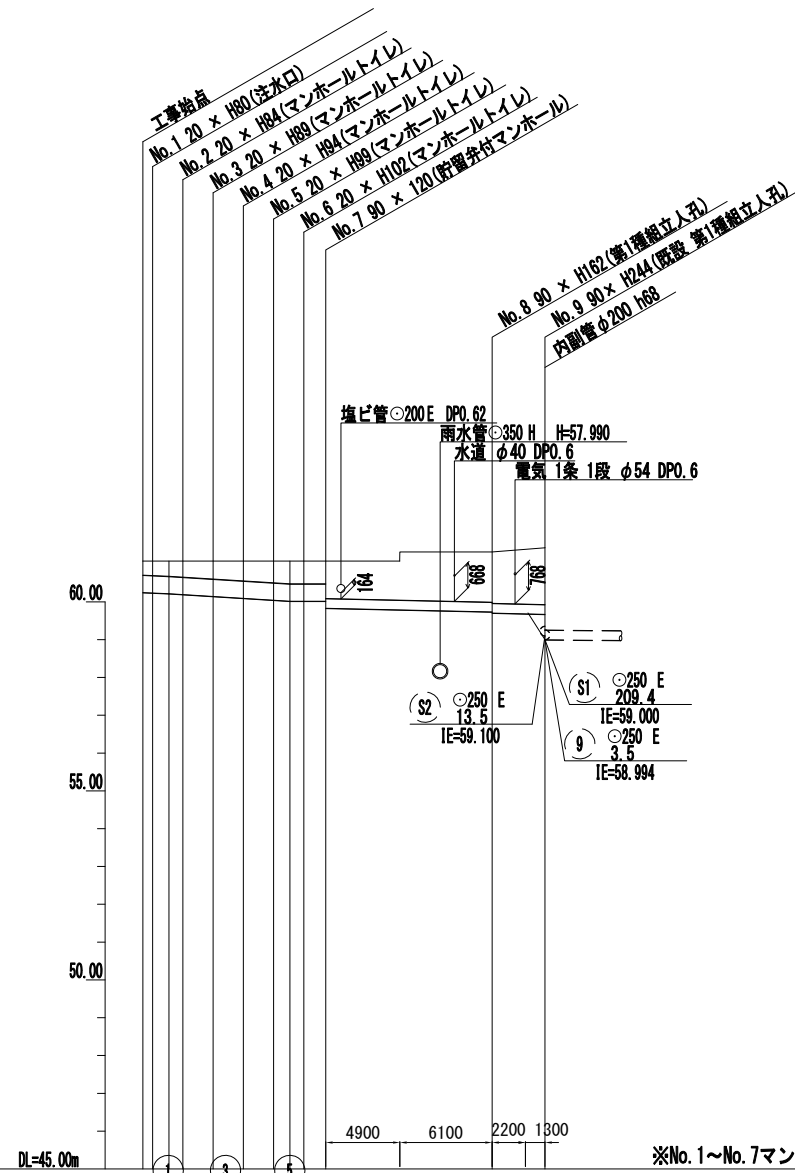 工事始点
No.1 20 × H80(注水口)
No.2 20 × H84(マンホールトイレ)
No.3 20 × H89(マンホールトイレ)
No.4 20 × H94(マンホールトイレ)
No.5 20 × H99(マンホールトイレ)
No.6 20 × H102(マンホールトイレ)
No.7 90 × 120(貯留弁付マンホール)
No.8 90 × H162(第1種組立人孔)
No.9 90× H244(既設 第1種組立人孔)
内副管φ200 h68
塩ビ管⊙200E DP0.62
雨水管⊙350 H H=57.990
水道 φ40 DP0.6
電気 1条 1段 φ54 DP0.6
164
668
768
60.00
S1 ⊙250 E
209.4
IE=59.000
S2 ⊙250 E
13.5
IE=59.100
9 ⊙250 E
3.5
IE=58.994
55.00
50.00
4900 6100 2200 1300
DL=45.00m
1 3 5
※No.1~No.7マン